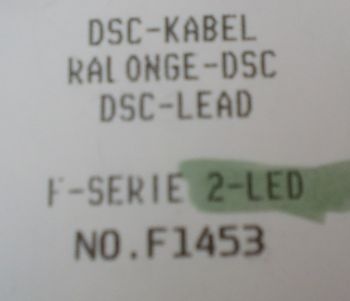 DSC-KABEL
RALONGE-DSC
DSC-LEAD
F-SERIE 2-LED
NO.F1453